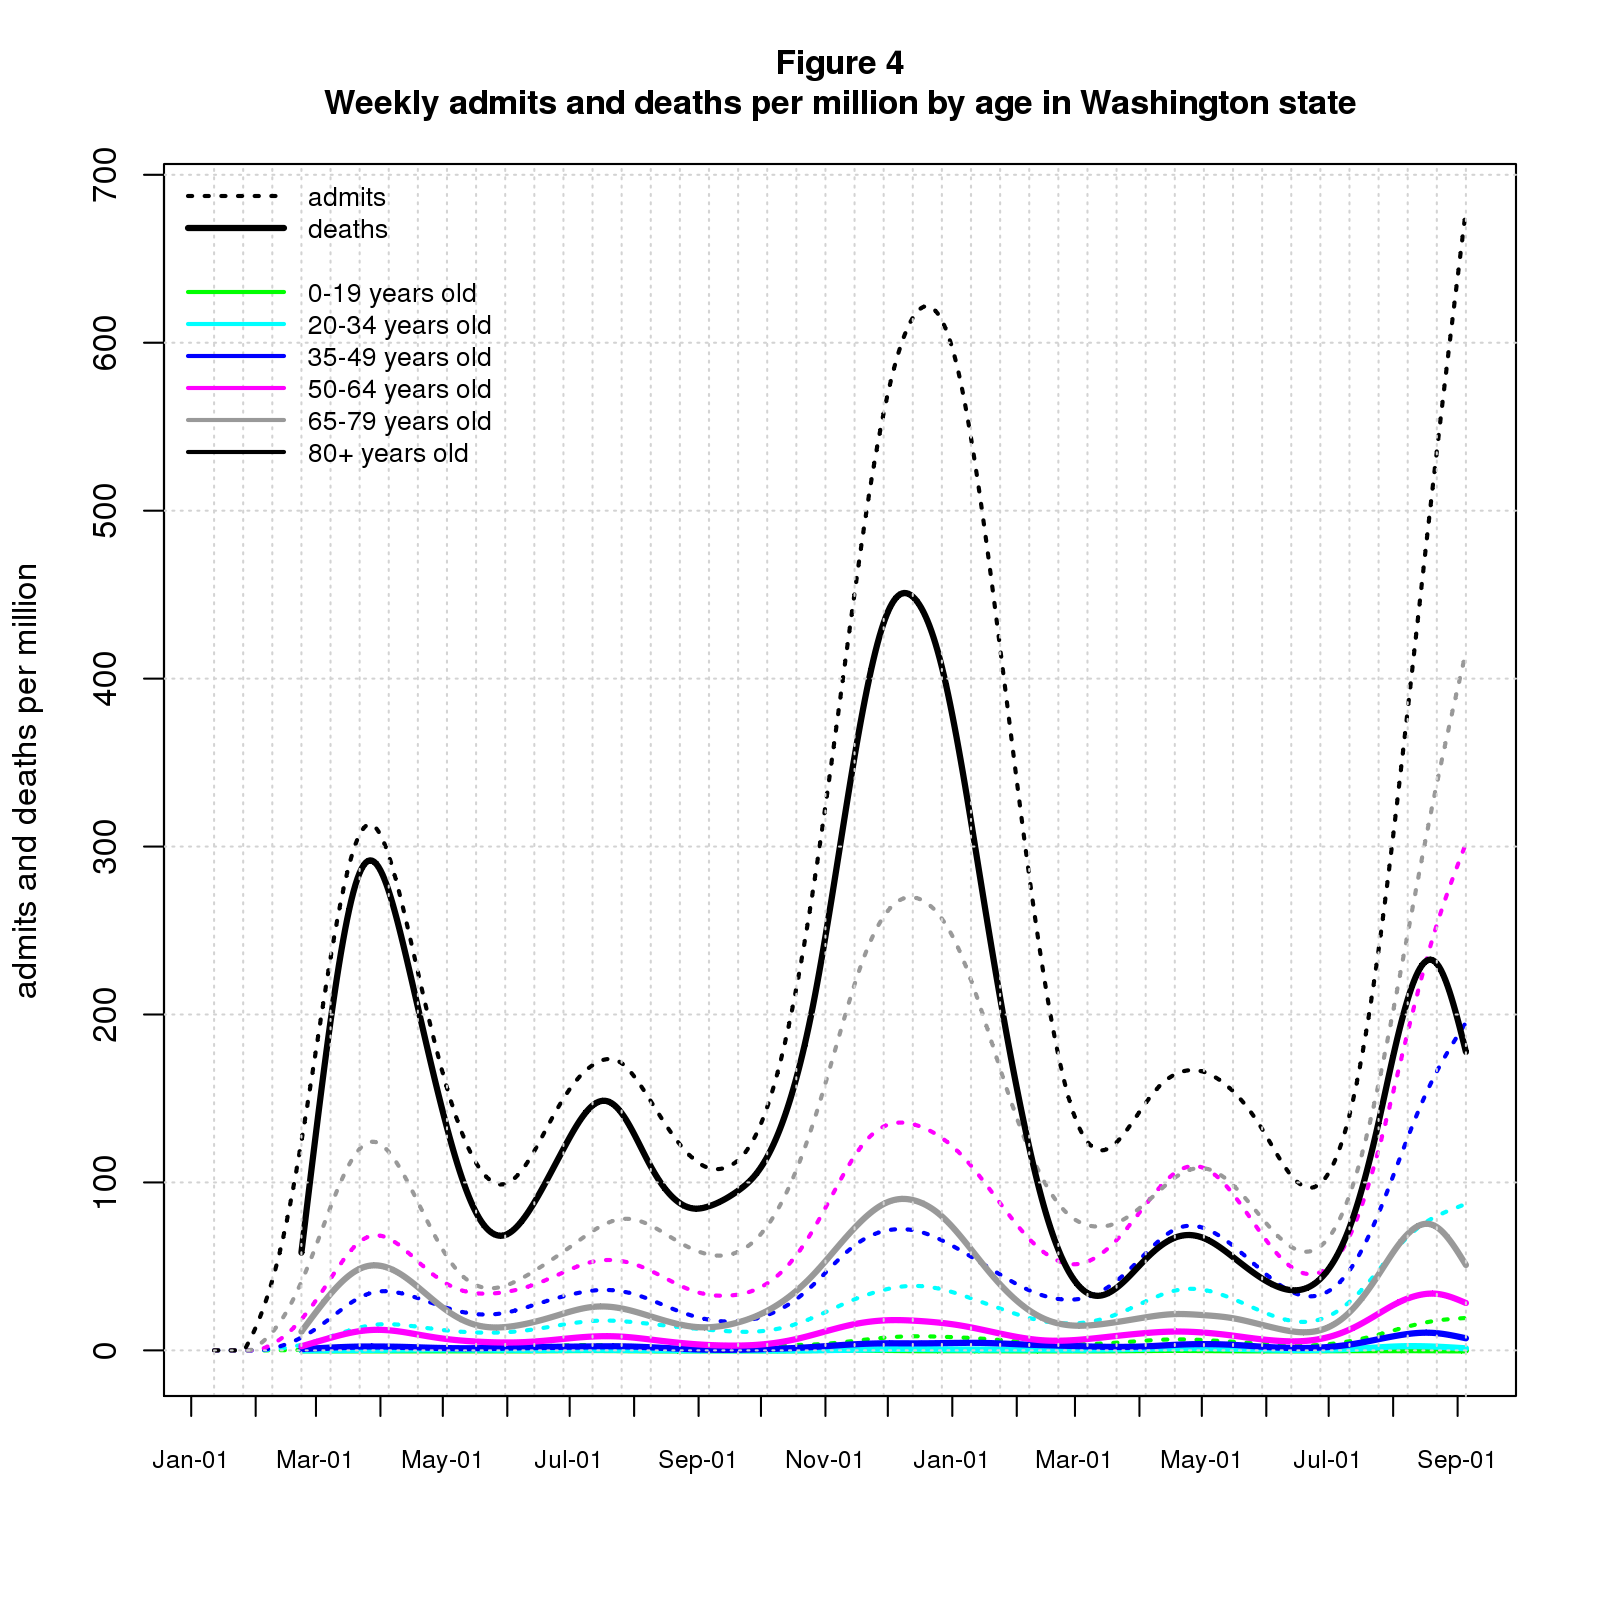 Figure 4
Weekly admits and deaths per million by age in Washington state
admits and deaths per million
700
600
500
400
300
200
100
0
admits
deaths
0-19 years old
20-34 years old
35-49 years old
50-64 years old
65-79 years old
80+ years old
Jan-01 Mar-01 May-01 Jul-01 Sep-01 Nov-01 Jan-01 Mar-01 May-01 Jul-01 Sep-01